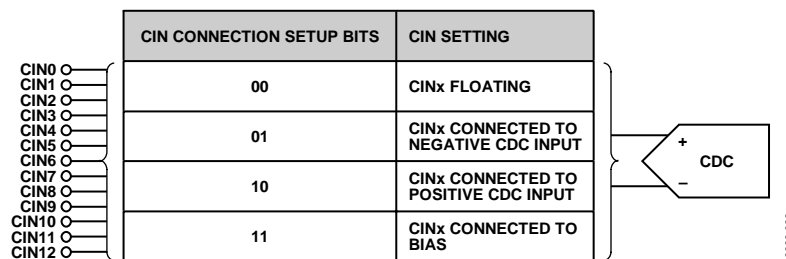 CIN CONNECTION SETUP BITS CIN SETTING
CIN0
CIN1
CIN2
CIN3
CIN4
CIN5
CIN6
CIN7
CIN8
CIN9
CIN10
CIN11
CIN12
00 CINx FLOATING
01 CINx CONNECTED TO
NEGATIVE CDC INPUT
10 CINx CONNECTED TO
POSITIVE CDC INPUT
11 CINx CONNECTED TO
BIAS
+
CDC
–